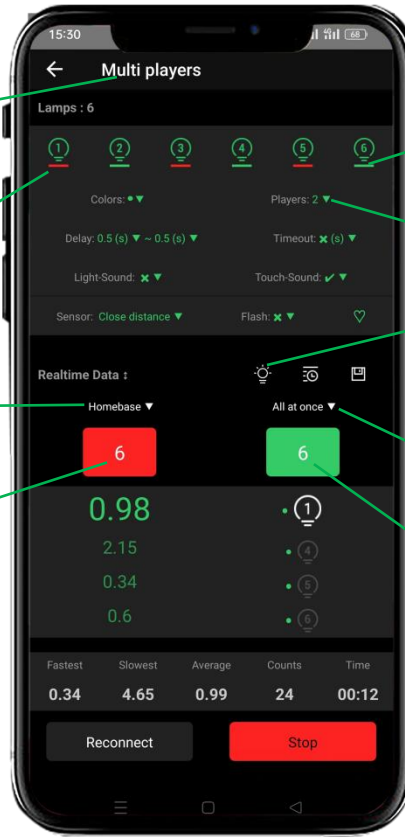 15:30 4G 68
Multi players
Lamps : 6
1 2 3 4 5 6
Colors: ▼ Players: 2 ▼
Delay: 0.5 (s) ▼ ~ 0.5 (s) ▼ Timeout: × (s) ▼
Light-Sound: × ▼ Touch-Sound: ✓ ▼
Sensor: Close distance ▼ Flash: × ▼
Realtime Data :
Homebase ▼ All at once ▼
6 6
0.98 1
2.15 4
0.34 5
0.6 6
Fastest Slowest Average Counts Time
0.34 4.65 0.99 24 00:12
Reconnect Stop